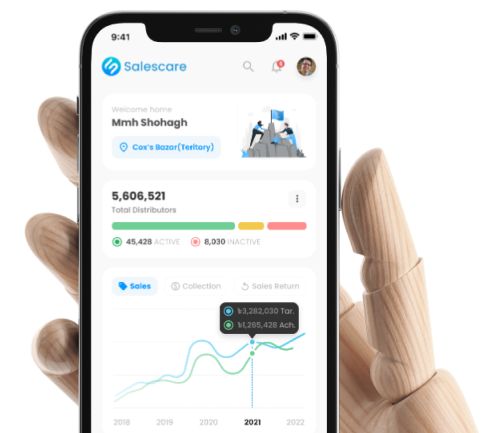 9:41
Salescare
6
Welcome home
Mmh Shohagh
Cox's Bazar(Teritory)
5,606,521
Total Distributors
45,428 ACTIVE 8,030 INACTIVE
Sales Collection Sales Return
৳3,282,030 Tar.
৳1,265,428 Ach.
2018 2019 2020 2021 2022